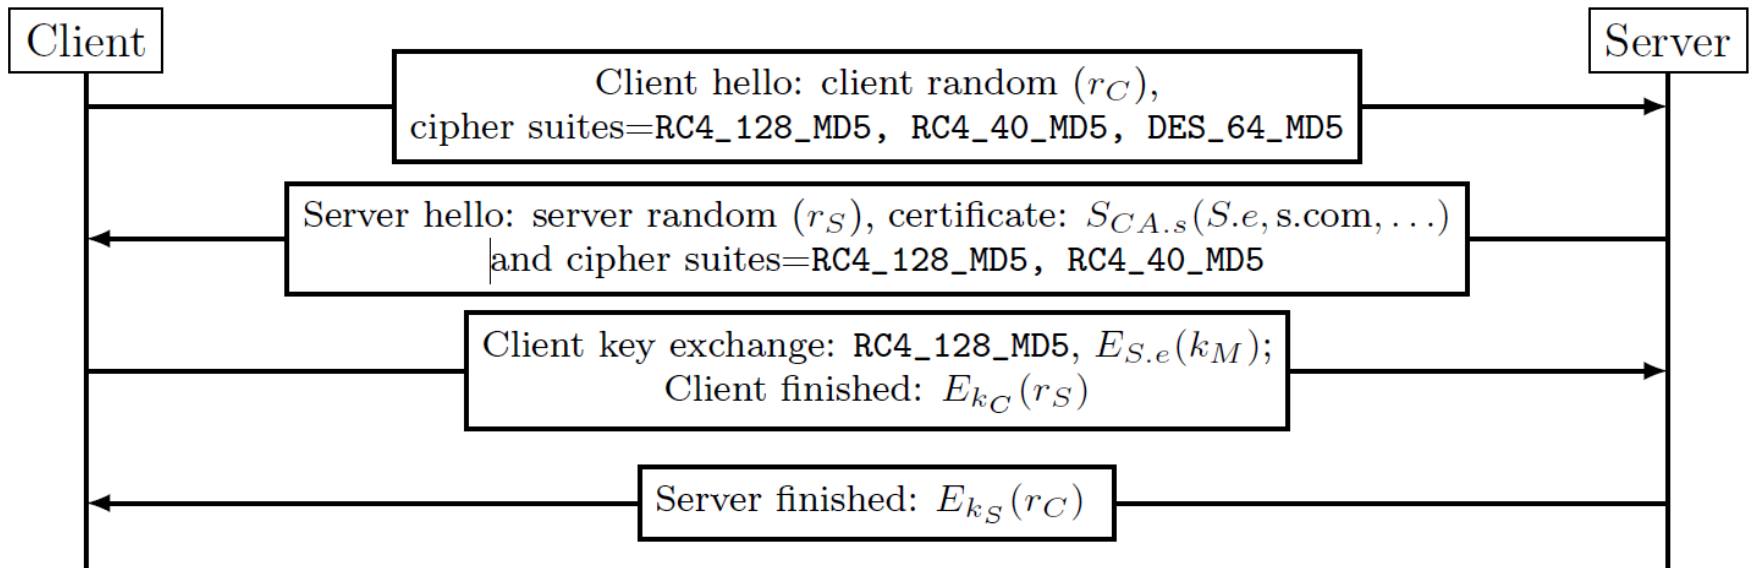 Client
Server
Client hello: client random (r_C),
cipher suites=RC4_128_MD5, RC4_40_MD5, DES_64_MD5
Server hello: server random (r_S), certificate: S_{CA.s}(S.e, s.com, ...)
and cipher suites=RC4_128_MD5, RC4_40_MD5
Client key exchange: RC4_128_MD5, E_{S.e}(k_M);
Client finished: E_{k_C}(r_S)
Server finished: E_{k_S}(r_C)